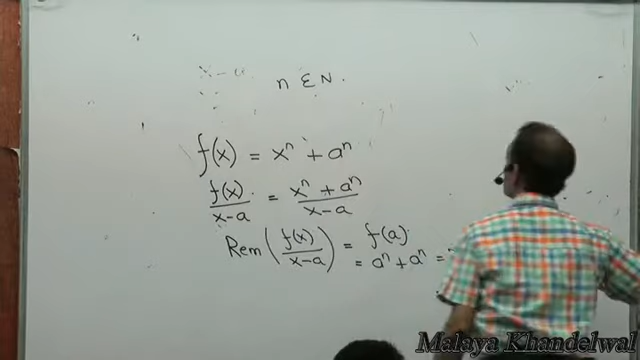 x-a
n ∈ N.
f(x) = xⁿ + aⁿ
f(x)/x-a = xⁿ + aⁿ/x-a
Rem (f(x)/x-a) = f(a)
= aⁿ + aⁿ =
Malaya Khandelwal